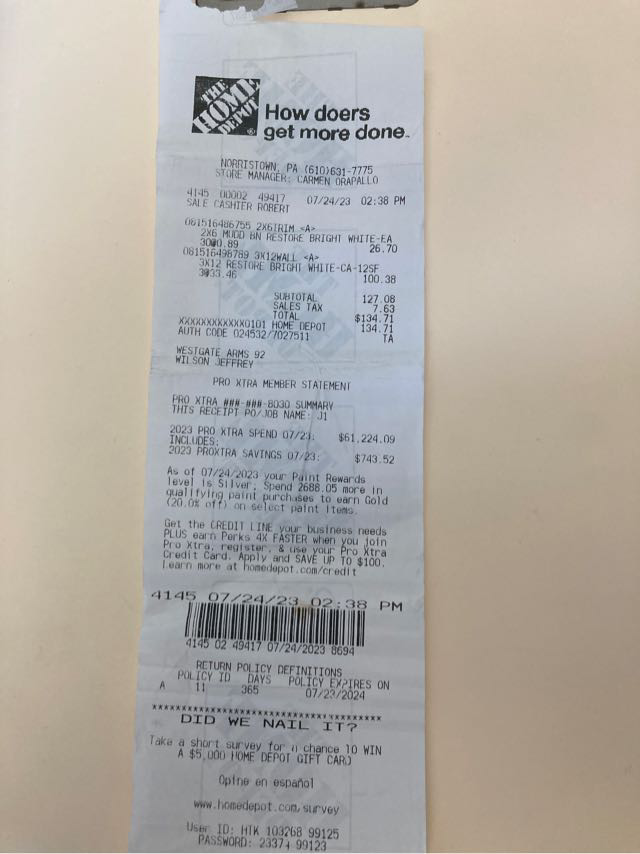 THE
HOME
DEPOT
How doers
get more done.
NORRISTOWN, PA (610)631-7775
STORE MANAGER: CARMEN ORAPALLO
4145 00002 49417 07/24/23 02:38 PM
SALE CASHIER ROBERT
081516486755 2X6TRIM <A>
2X6 MUDD BN RESTORE BRIGHT WHITE-EA
30@0.89 26.70
081516498789 3X12WALL <A>
3X12 RESTORE BRIGHT WHITE-CA-12SF
3@33.46 100.38
SUBTOTAL 127.08
SALES TAX 7.63
TOTAL $134.71
XXXXXXXXXXXX0101 HOME DEPOT 134.71
AUTH CODE 024532/7027511 TA
WESTGATE ARMS 92
WILSON JEFFREY
PRO XTRA MEMBER STATEMENT
PRO XTRA ###-###-8030 SUMMARY
THIS RECEIPT PO/JOB NAME: J1
2023 PRO XTRA SPEND 07/23: $61,224.09
INCLUDES:
2023 PROXTRA SAVINGS 07/23: $743.52
As of 07/24/2023 your Paint Rewards
level is Silver; Spend 2688.05 more in
qualifying paint purchases to earn Gold
(20.0% off) on select paint items.
Get the CREDIT LINE your business needs
PLUS earn Perks 4X FASTER when you join
Pro Xtra, register, & use your Pro Xtra
Credit Card. Apply and SAVE UP TO $100.
Learn more at homedepot.com/credit
4145 07/24/23 02:38 PM
4145 02 49417 07/24/2023 8694
RETURN POLICY DEFINITIONS
POLICY ID DAYS POLICY EXPIRES ON
A 11 365 07/23/2024
***************************************
DID WE NAIL IT?
Take a short survey for a chance TO WIN
A $5,000 HOME DEPOT GIFT CARD
Opine en español
www.homedepot.com/survey
User ID: HTK 103268 99125
PASSWORD: 23374 99123